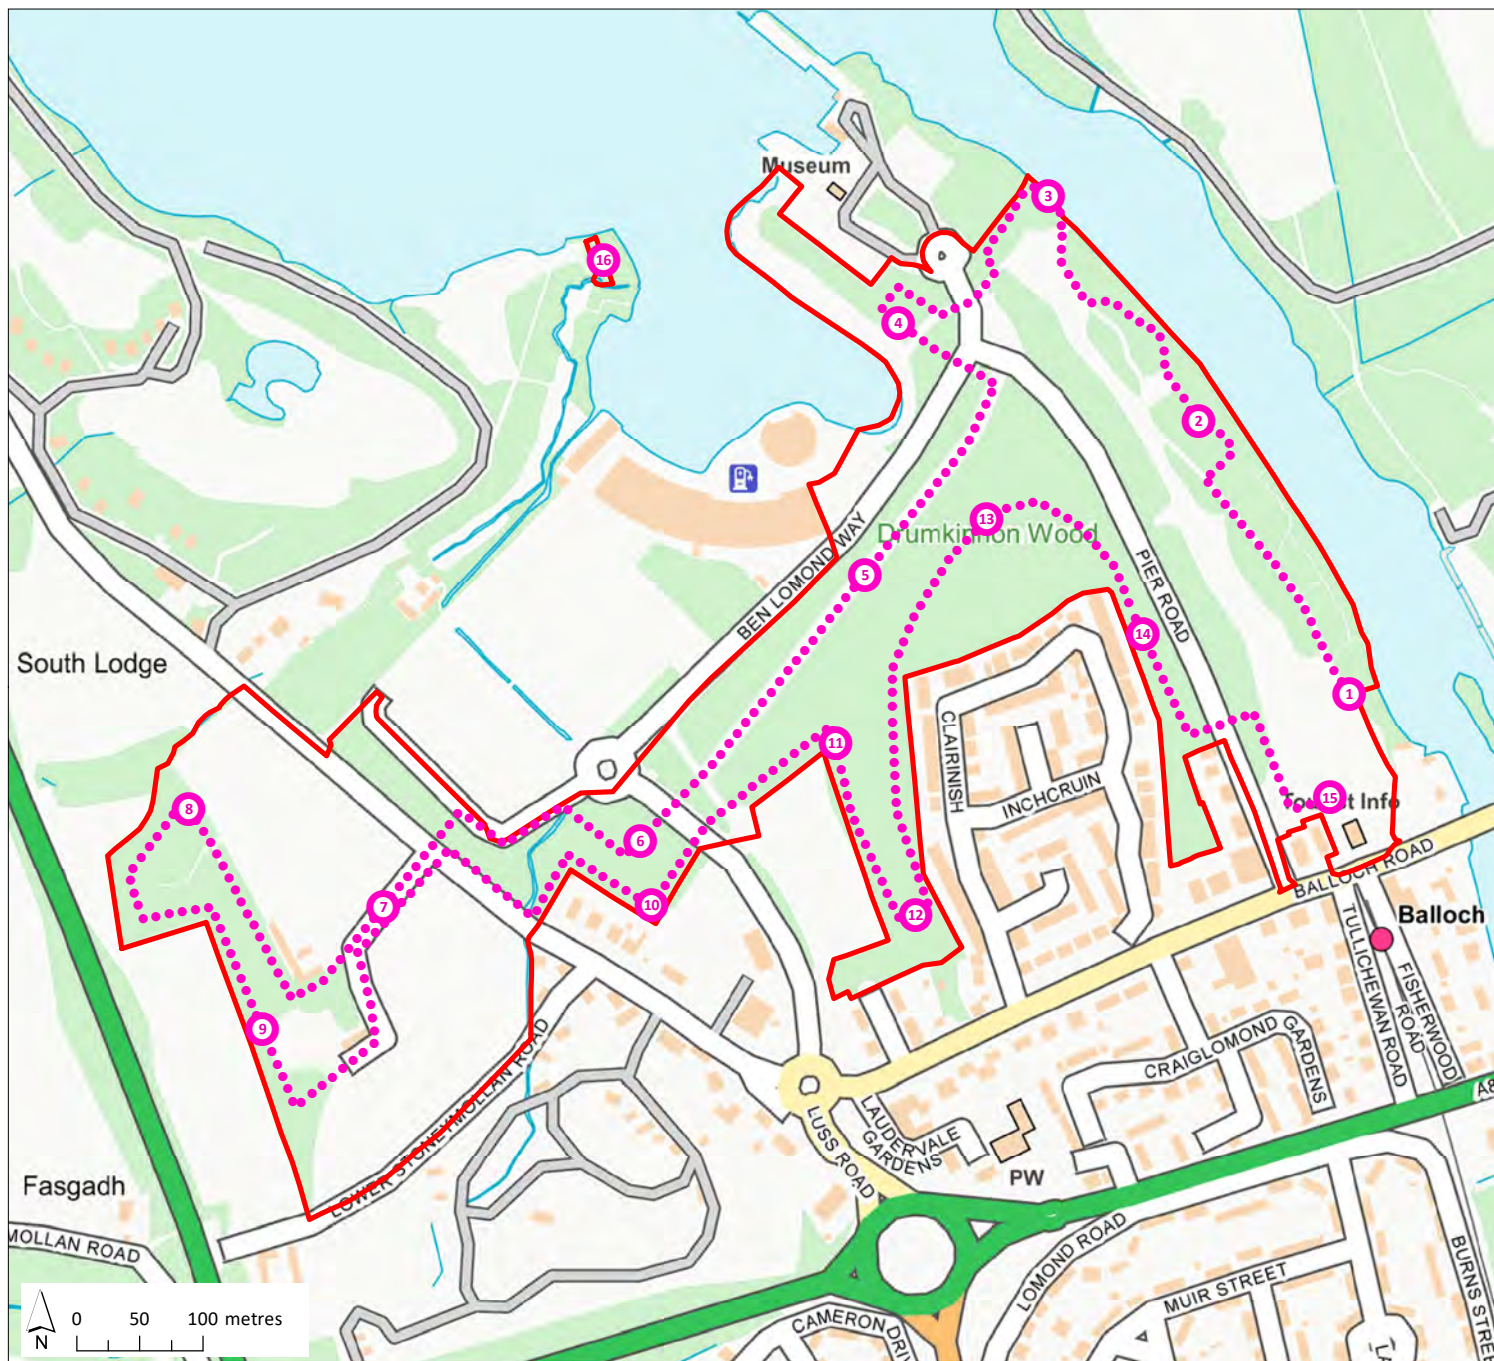 Museum
3
16
4
2
BEN LOMOND WAY
13
Drumkinnon Wood
5
PIER ROAD
14
South Lodge
1
CLAIRINISH
11
INCHCRUIN
8
15
6
BALLOCH ROAD
7
10
12
Balloch
TULLICHEWAN ROAD
FISHERWOOD
ROAD
9
LOWER STONEYMOLLAN ROAD
CRAIGLOMOND
GARDENS
A8
LUSS ROAD
LAUDERVALE
GARDENS
PW
Fasgadh
MOLLAN ROAD
LOMOND ROAD
MUIR STREET
BURNS STREE
CAMERON DRIV
0 50 100 metres
N